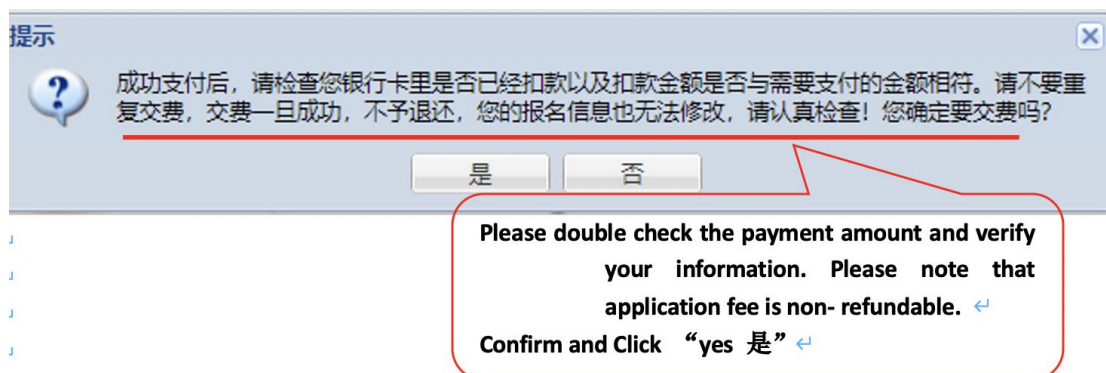 提示
成功支付后，请检查您银行卡里是否已经扣款以及扣款金额是否与需要支付的金额相符。请不要重
复交费，交费一旦成功，不予退还，您的报名信息也无法修改，请认真检查！您确定要交费吗？
是 否
Please double check the payment amount and verify
your information. Please note that
application fee is non- refundable.
Confirm and Click “yes 是”